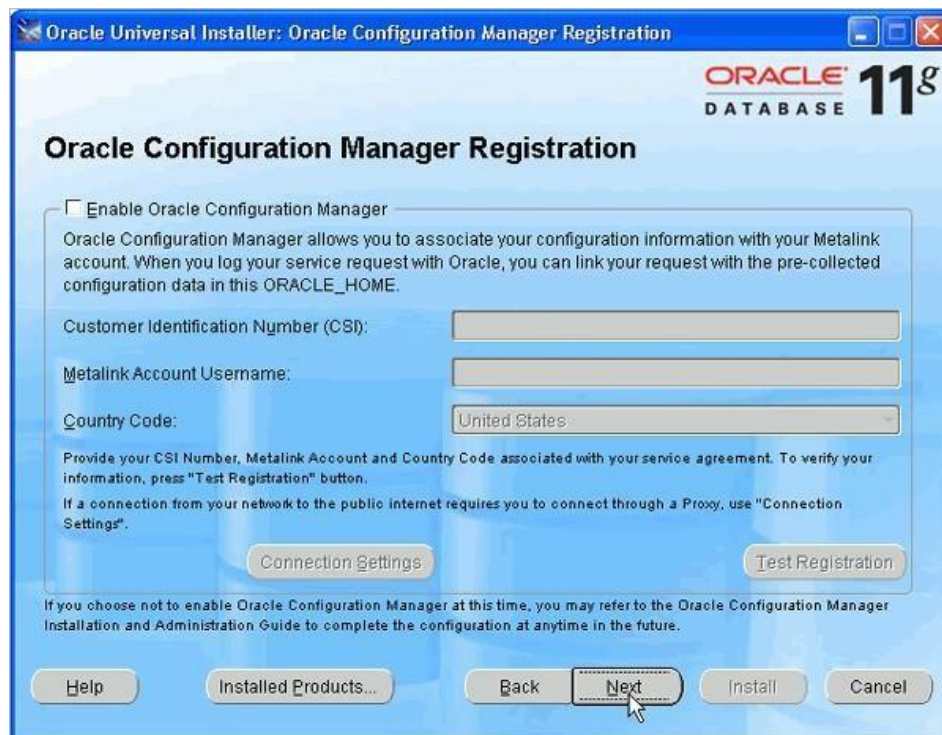 Oracle Universal Installer: Oracle Configuration Manager Registration
ORACLE
DATABASE 11g
Oracle Configuration Manager Registration
Enable Oracle Configuration Manager
Oracle Configuration Manager allows you to associate your configuration information with your Metalink
account. When you log your service request with Oracle, you can link your request with the pre-collected
configuration data in this ORACLE_HOME.
Customer Identification Number (CSI):
Metalink Account Username:
Country Code:
United States
Provide your CSI Number, Metalink Account and Country Code associated with your service agreement. To verify your
information, press "Test Registration" button.
If a connection from your network to the public internet requires you to connect through a Proxy, use "Connection
Settings".
Connection Settings
Test Registration
If you choose not to enable Oracle Configuration Manager at this time, you may refer to the Oracle Configuration Manager
Installation and Administration Guide to complete the configuration at anytime in the future.
Help
Installed Products...
Back
Next
Install
Cancel